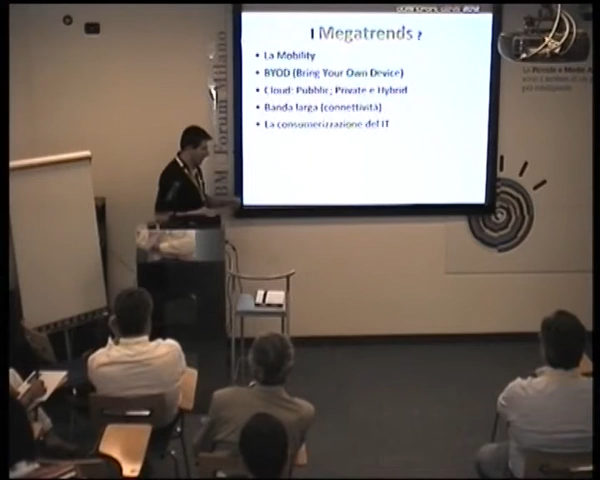 I Megatrends ?
• La Mobility
• BYOD (Bring Your Own Device)
• Cloud: Pubblic; Private e Hybrid
• Banda larga (connettività)
• La consumerizzazione del IT
IBM Forum Milano